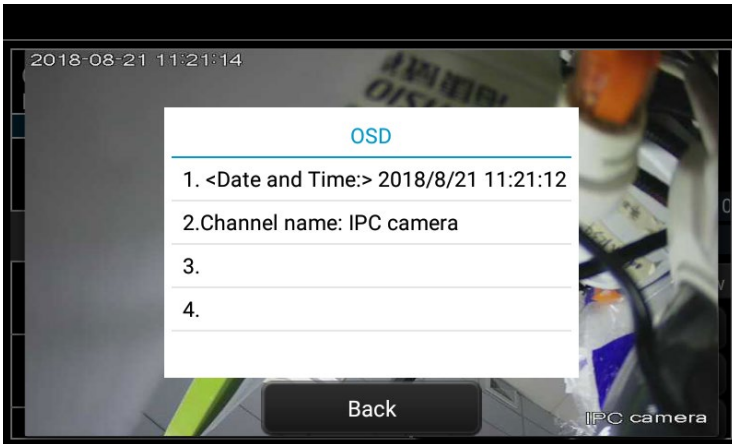 2018-08-21 11:21:14
OSD
1. <Date and Time:> 2018/8/21 11:21:12
2.Channel name: IPC camera
3.
4.
Back
IPC camera